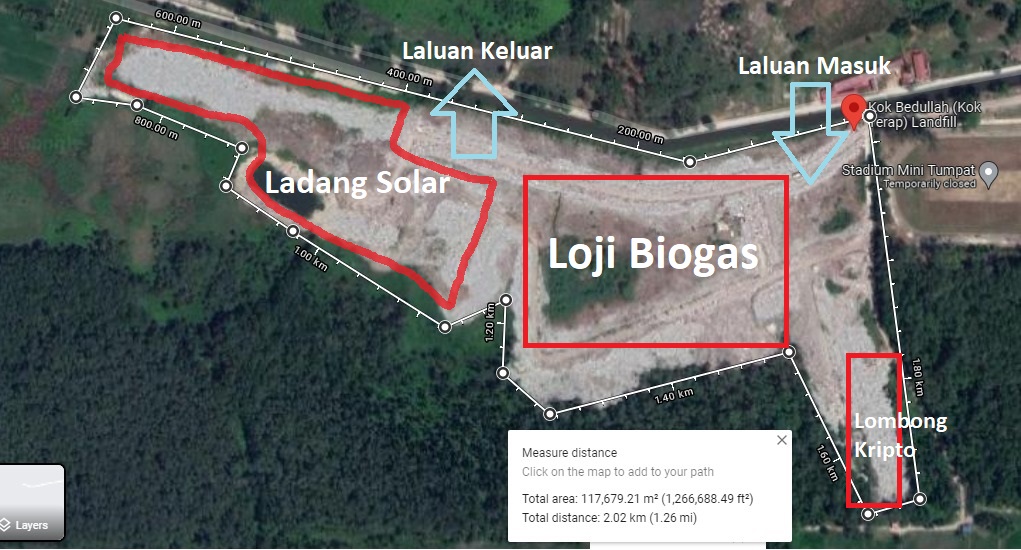 600.00 m
Laluan Keluar
400.00 m
Laluan Masuk
Kok Bedullah (Kok
erap) Landfill
800.00 m
200.00 m
Stadium Mini Tumpat
Temporarily closed
Ladang Solar
Loji Biogas
1.00 km
1.20 km
1.80 km
1.40 km
Lombong
Kripto
1.60 km
Measure distance
Click on the map to add to your path
Total area: 117,679.21 m² (1,266,688.49 ft²)
Total distance: 2.02 km (1.26 mi)
Layers